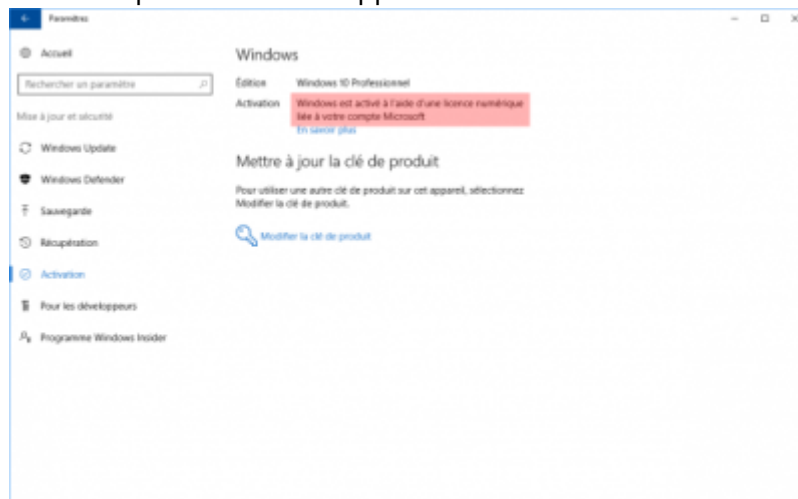 Paramètres
Accueil
Rechercher un paramètre
Mise à jour et sécurité
Windows Update
Windows Defender
Sauvegarde
Récupération
Activation
Pour les développeurs
Programme Windows Insider
Windows
Édition Windows 10 Professionnel
Activation Windows est activé à l'aide d'une licence numérique
liée à votre compte Microsoft
En savoir plus
Mettre à jour la clé de produit
Pour utiliser une autre clé de produit sur cet appareil, sélectionnez
Modifier la clé de produit.
Modifier la clé de produit